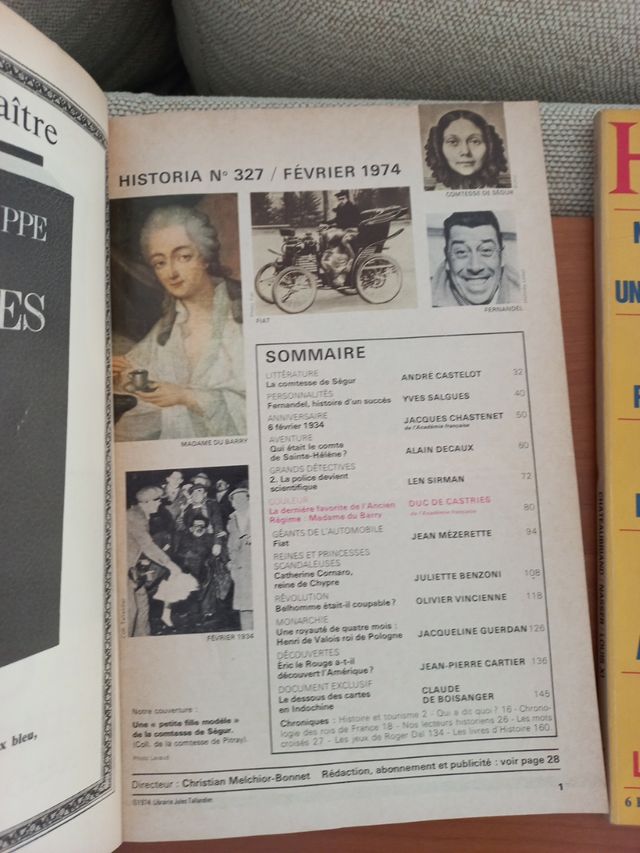 aître
PPE
ES
x bleu,
HISTORIA N° 327 / FÉVRIER 1974
COMTESSE DE SÉGUR
FIAT
FERNANDEL
MADAME DU BARRY
FÉVRIER 1934
Coll. Tallandier
SOMMAIRE
LITTÉRATURE
La comtesse de Ségur ANDRÉ CASTELOT 32
PERSONNALITÉS
Fernandel, histoire d'un succès YVES SALGUES 40
ANNIVERSAIRE
6 février 1934 JACQUES CHASTENET 50
de l'Académie française
AVENTURE
Qui était le comte
de Sainte-Hélène ? ALAIN DECAUX 60
GRANDS DÉTECTIVES
2. La police devient
scientifique LEN SIRMAN 72
COULEUR
La dernière favorite de l'Ancien DUC DE CASTRIES 80
Régime : Madame du Barry de l'Académie française
GÉANTS DE L'AUTOMOBILE
Fiat JEAN MÉZERETTE 94
REINES ET PRINCESSES
SCANDALEUSES
Catherine Cornaro,
reine de Chypre JULIETTE BENZONI 108
RÉVOLUTION
Belhomme était-il coupable ? OLIVIER VINCIENNE 118
MONARCHIE
Une royauté de quatre mois :
Henri de Valois roi de Pologne JACQUELINE GUERDAN 126
DÉCOUVERTES
Éric le Rouge a-t-il
découvert l'Amérique ? JEAN-PIERRE CARTIER 136
DOCUMENT EXCLUSIF
Le dessous des cartes CLAUDE
en Indochine DE BOISANGER 145
Chroniques : Histoire et tourisme 2 - Qui a dit quoi ? 16 - Chrono-
logie des rois de France 18 - Nos lecteurs historiens 26 - Les mots
croisés 27 - Les jeux de Roger Dal 134 - Les livres d'Histoire 160.
Notre couverture :
Une « petite fille modèle »
de la comtesse de Ségur.
(Coll. de la comtesse de Pitray).
Photo Lavaud
Directeur : Christian Melchior-Bonnet Rédaction, abonnement et publicité : voir page 28
©1974. Librairie Jules Tallandier
1
H
UN
CHATEAUBRIAND
NASSER
LOUIS XI
6